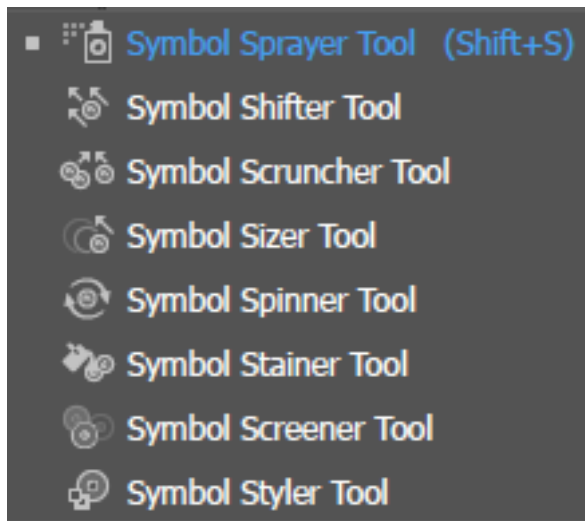 Symbol Sprayer Tool (Shift+S)
Symbol Shifter Tool
Symbol Scruncher Tool
Symbol Sizer Tool
Symbol Spinner Tool
Symbol Stainer Tool
Symbol Screener Tool
Symbol Styler Tool